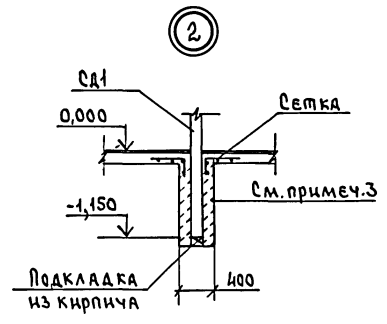 2
СД1
0,000
Сетка
См. примеч.3
-1,150
Подкладка
из кирпича
400